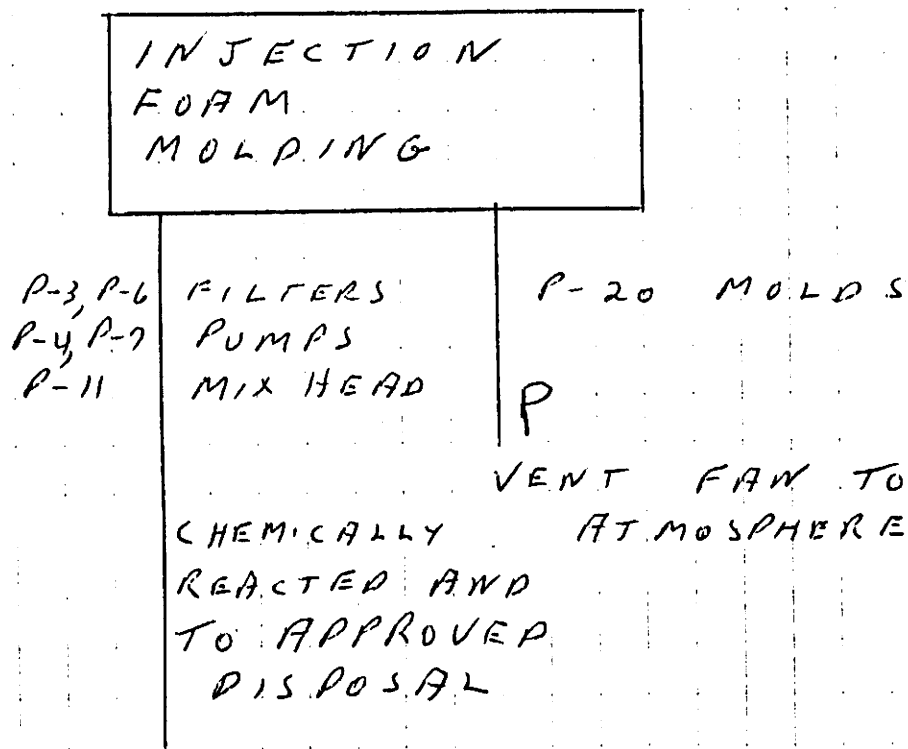 INJECTION
FOAM
MOLDING
P-3, P-6 FILTERS
P-4, P-7 PUMPS
P-11 MIX HEAD
P-20 MOLDS
P
VENT FAN TO
ATMOSPHERE
CHEMICALLY
REACTED AND
TO APPROVED
DISPOSAL